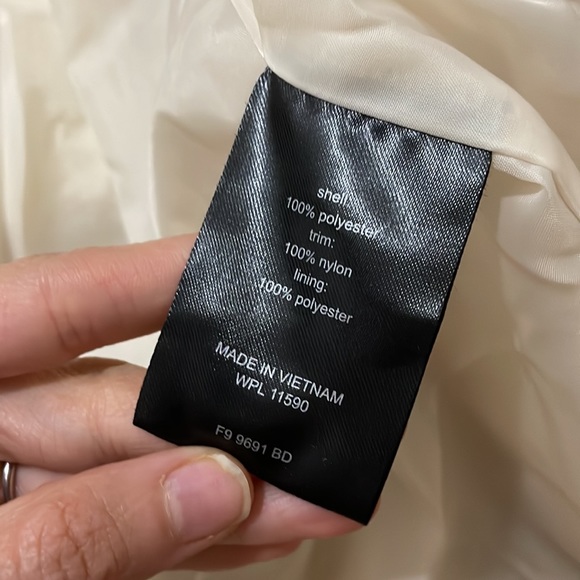 shell:
100% polyester
trim:
100% nylon
lining:
100% polyester
MADE IN VIETNAM
WPL 11590
F9 9691 BD